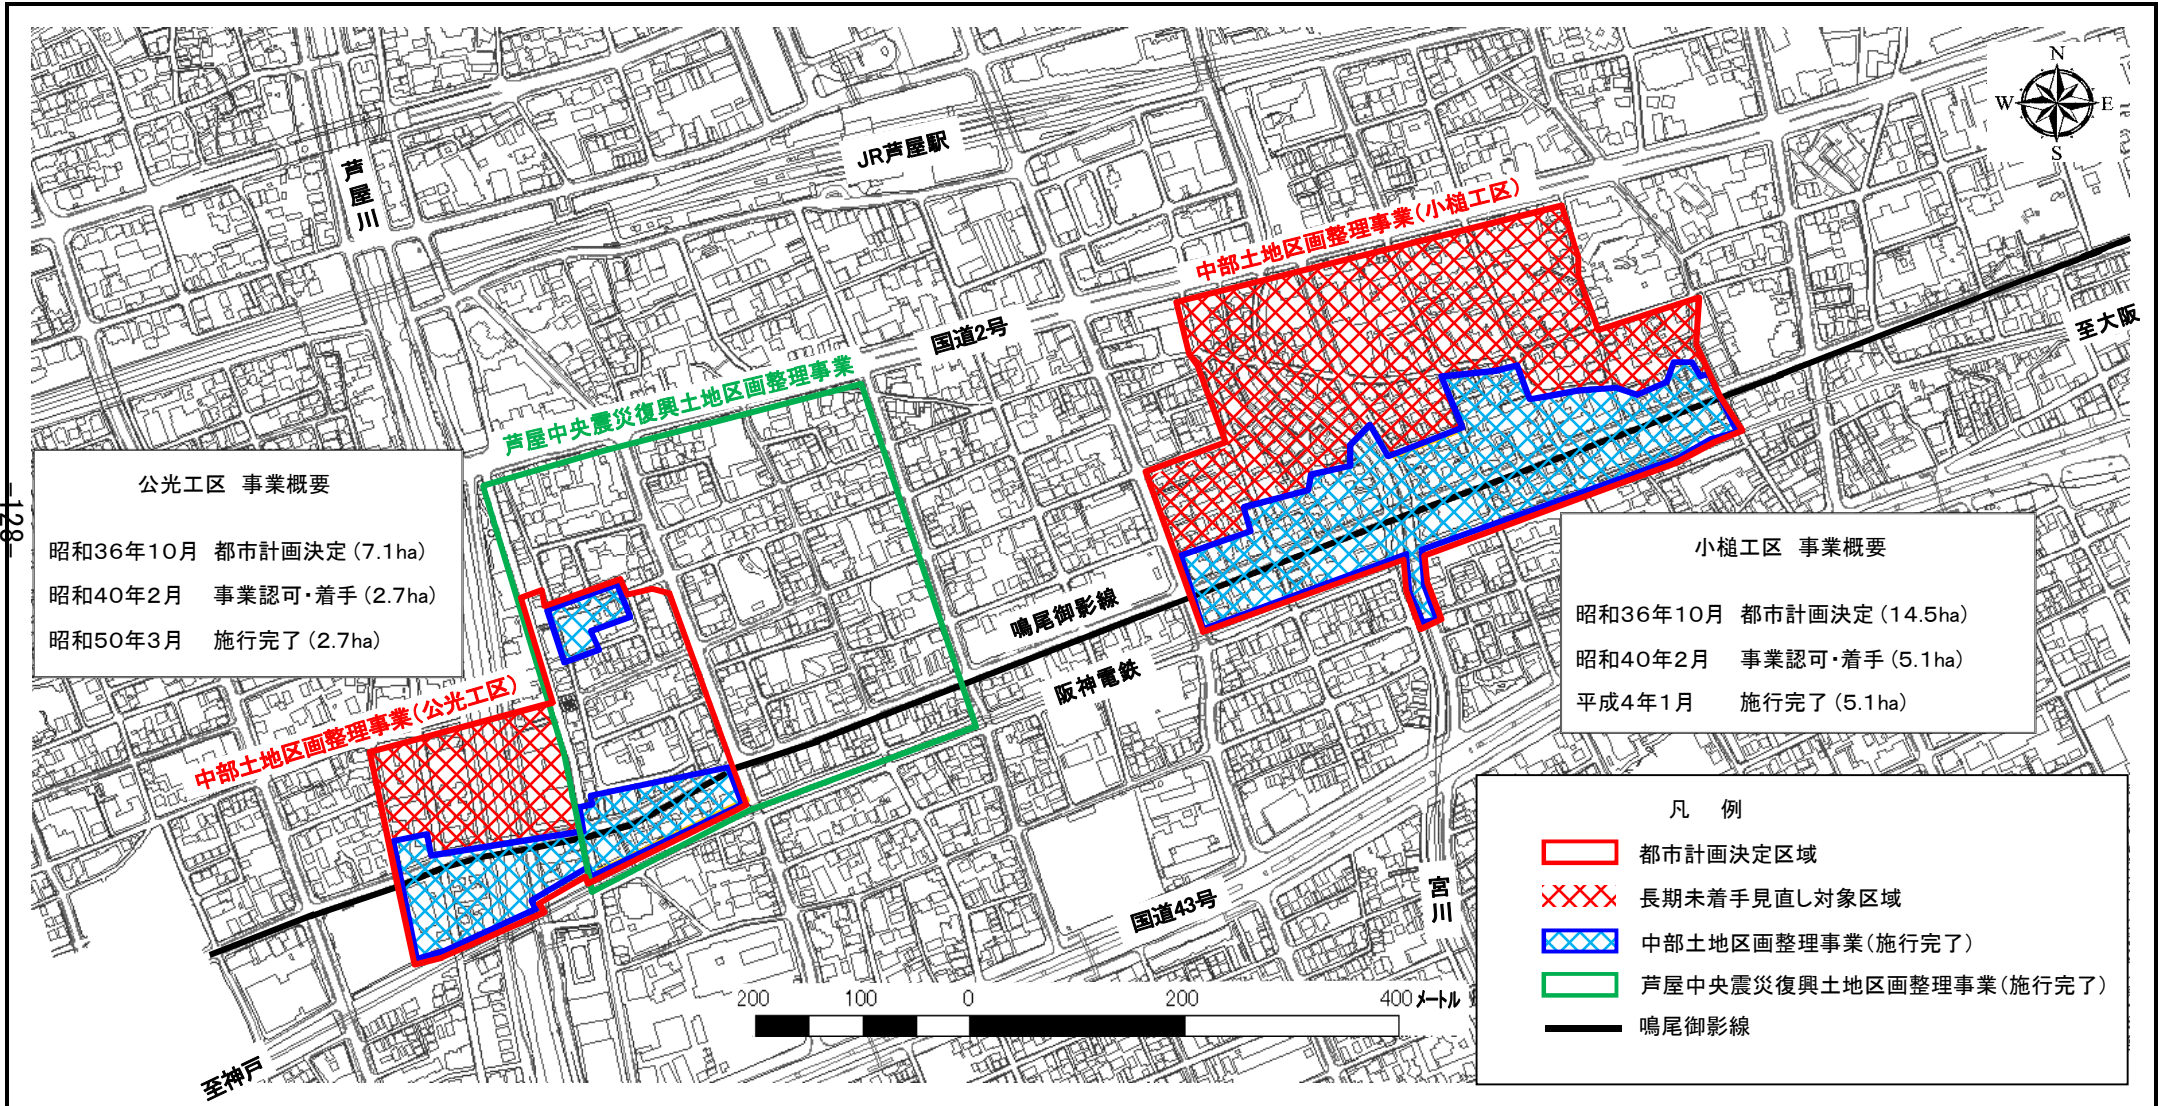 N
W
E
S
芦屋川
JR芦屋駅
中部土地区画整理事業(小槌工区)
国道2号
至大阪
芦屋中央震災復興土地区画整理事業
公光工区 事業概要
昭和36年10月 都市計画決定(7.1ha)
昭和40年2月 事業認可・着手(2.7ha)
昭和50年3月 施行完了(2.7ha)
-128-
小槌工区 事業概要
昭和36年10月 都市計画決定(14.5ha)
昭和40年2月 事業認可・着手(5.1ha)
平成4年1月 施行完了(5.1ha)
鳴尾御影線
阪神電鉄
中部土地区画整理事業(公光工区)
国道43号
宮川
至神戸
200 100 0 200 400 メートル
凡 例
都市計画決定区域
長期未着手見直し対象区域
中部土地区画整理事業(施行完了)
芦屋中央震災復興土地区画整理事業(施行完了)
鳴尾御影線